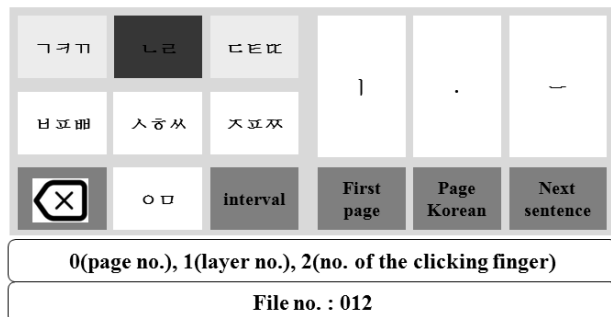 ㄱㅋㄲ ㄴㄹ ㄷㅌㄸ
ㅣ · ㅡ
ㅂㅍㅃ ㅅㅎㅆ ㅈㅍㅉ
ㅇㅁ interval
First page
Page Korean
Next sentence
0(page no.), 1(layer no.), 2(no. of the clicking finger)
File no. : 012